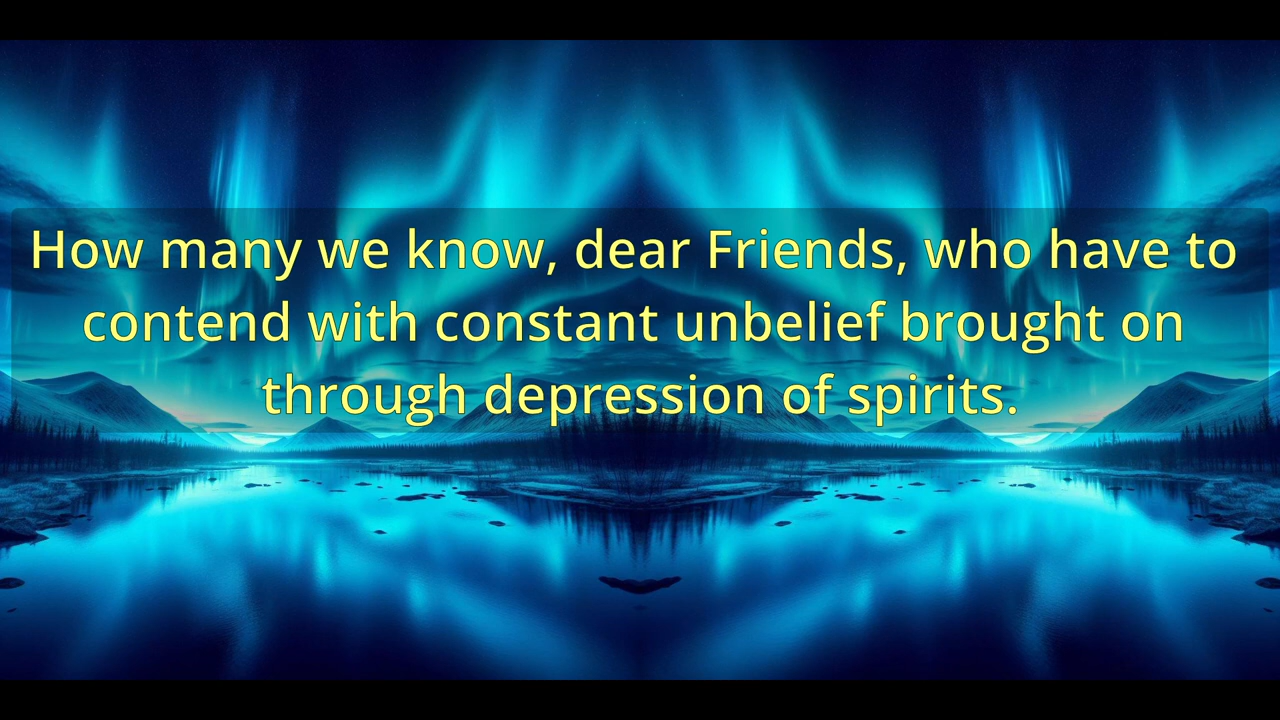 How many we know, dear Friends, who have to
contend with constant unbelief brought on
through depression of spirits.